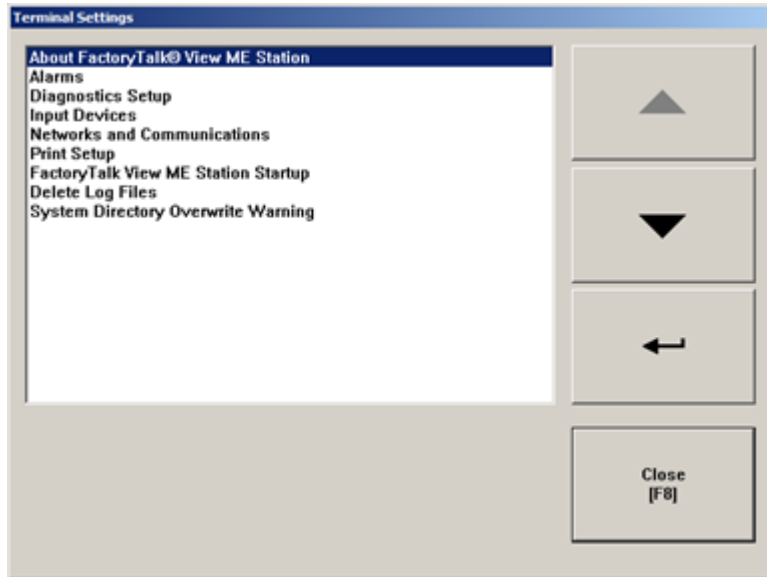 Terminal Settings
About FactoryTalk® View ME Station
Alarms
Diagnostics Setup
Input Devices
Networks and Communications
Print Setup
FactoryTalk View ME Station Startup
Delete Log Files
System Directory Overwrite Warning
Close
[F8]